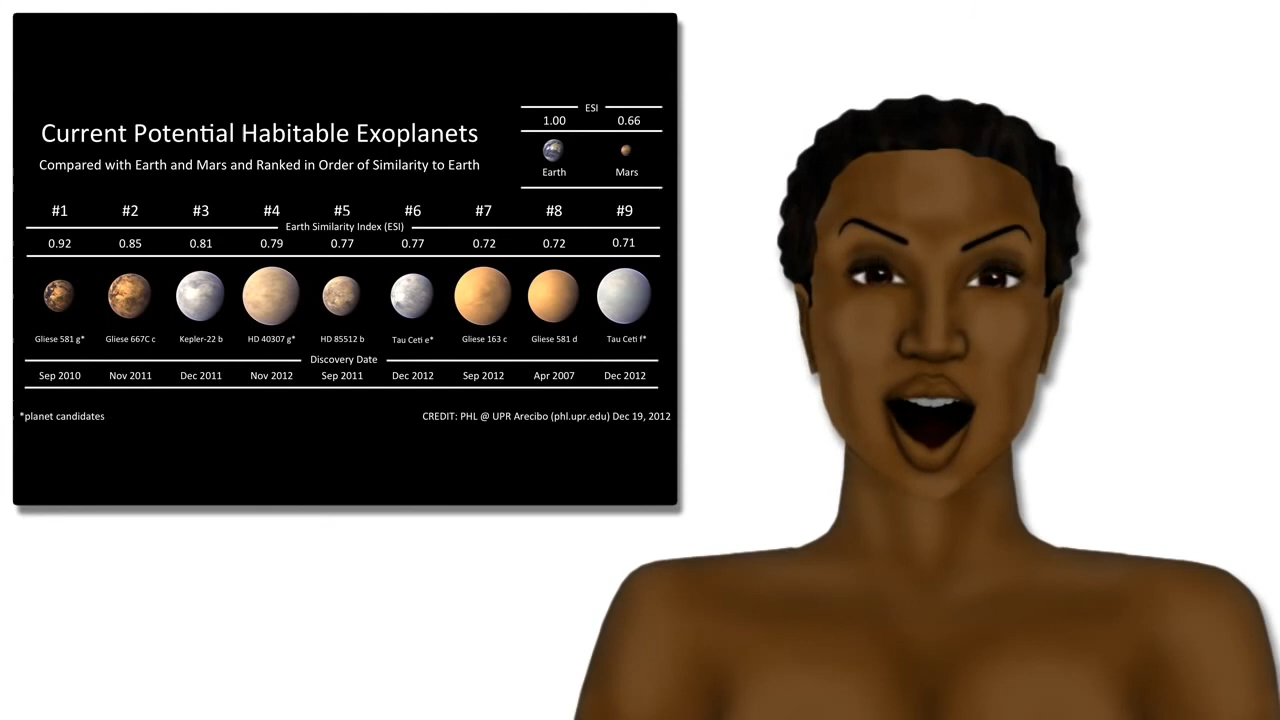 ESI
1.00 0.66
Current Potential Habitable Exoplanets
Compared with Earth and Mars and Ranked in Order of Similarity to Earth
Earth Mars
#1 #2 #3 #4 #5 #6 #7 #8 #9
Earth Similarity Index (ESI)
0.92 0.85 0.81 0.79 0.77 0.77 0.72 0.72 0.71
Gliese 581 g* Gliese 667C c Kepler-22 b HD 40307 g* HD 85512 b Tau Ceti e* Gliese 163 c Gliese 581 d Tau Ceti f*
Discovery Date
Sep 2010 Nov 2011 Dec 2011 Nov 2012 Sep 2011 Dec 2012 Sep 2012 Apr 2007 Dec 2012
*planet candidates CREDIT: PHL @ UPR Arecibo (phl.upr.edu) Dec 19, 2012